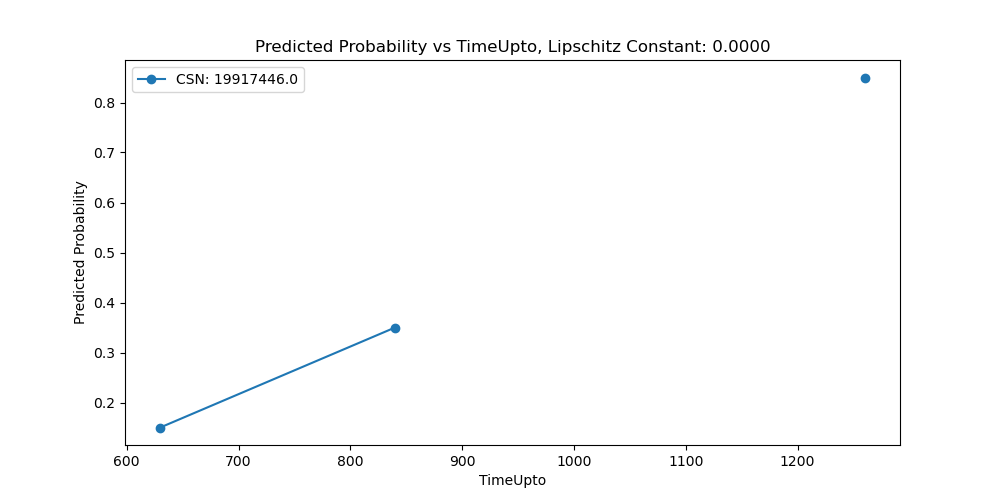 Predicted Probability vs TimeUpto, Lipschitz Constant: 0.0000
CSN: 19917446.0
Predicted Probability
0.8
0.7
0.6
0.5
0.4
0.3
0.2
600 700 800 900 1000 1100 1200
TimeUpto